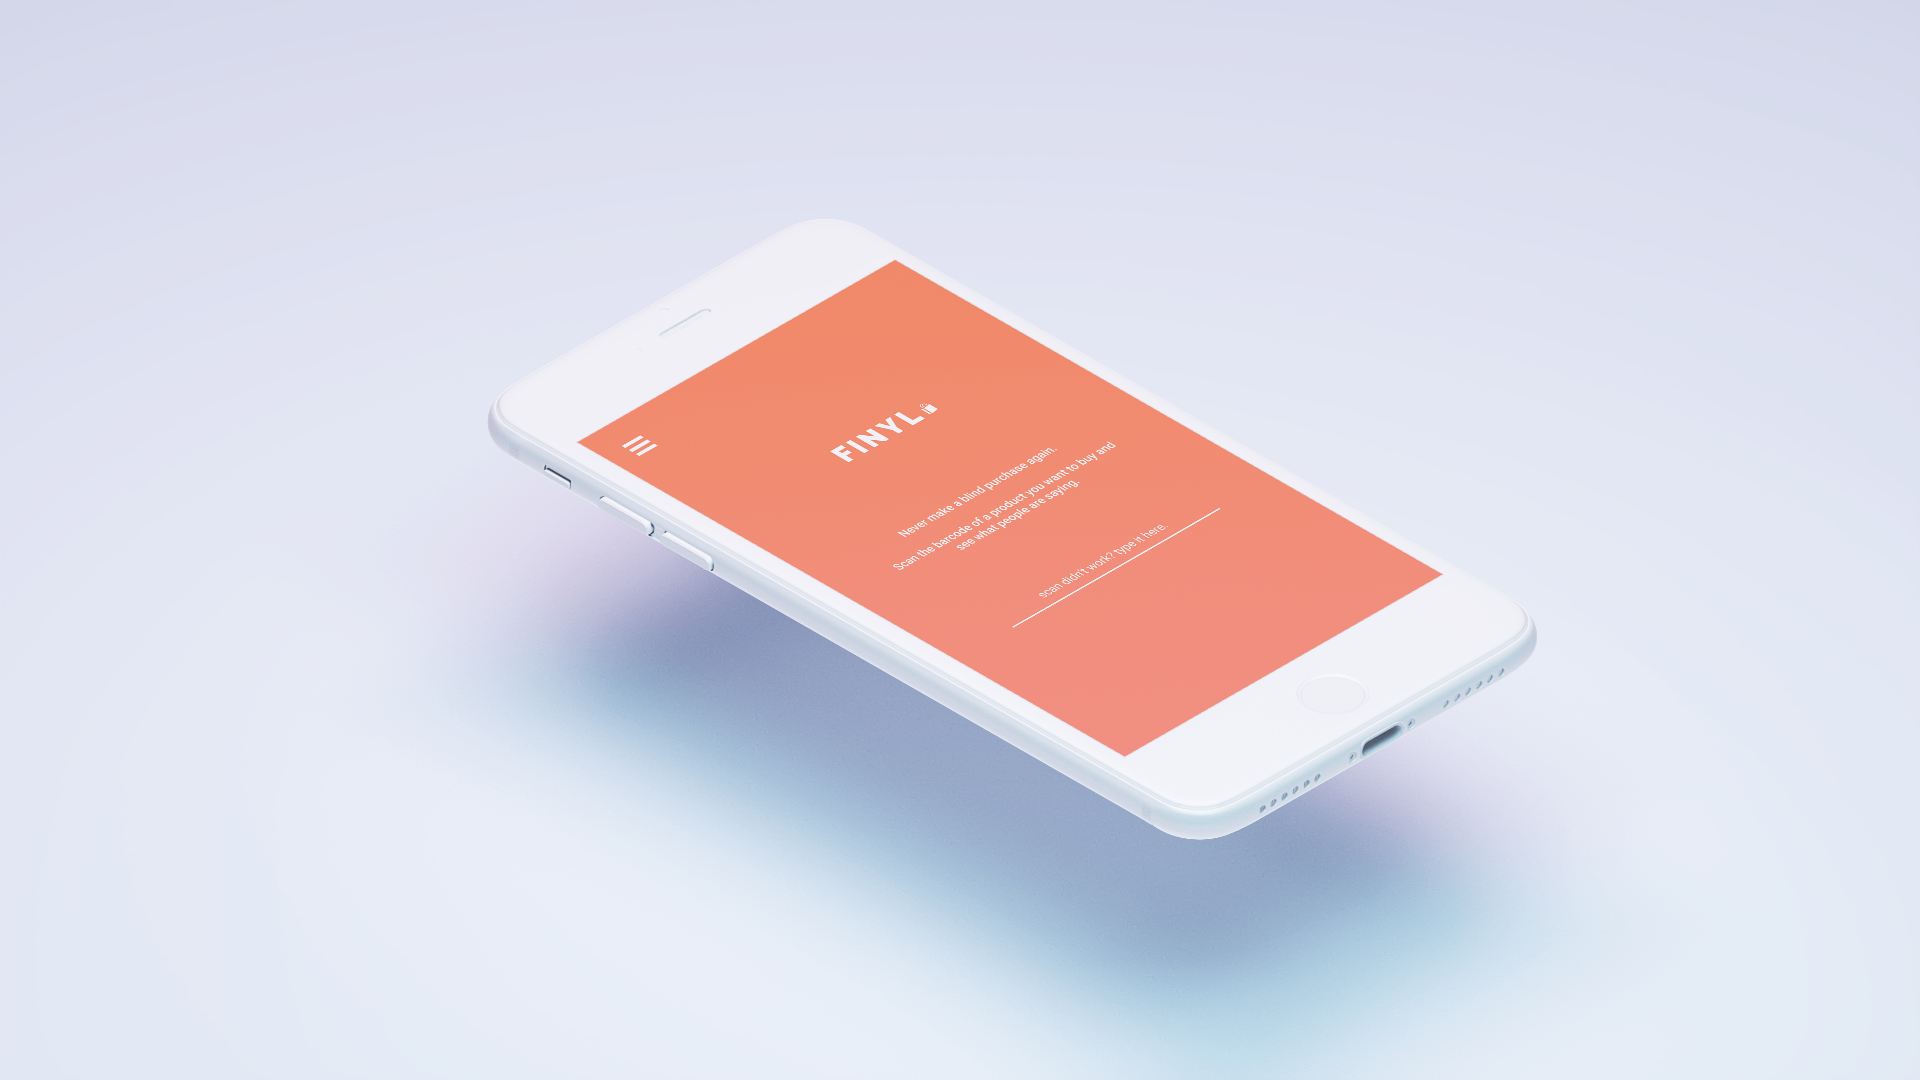 FINYL
Never make a blind purchase again.
Scan the barcode of a product you want to buy and
see what people are saying.
scan didn't work? type it here.